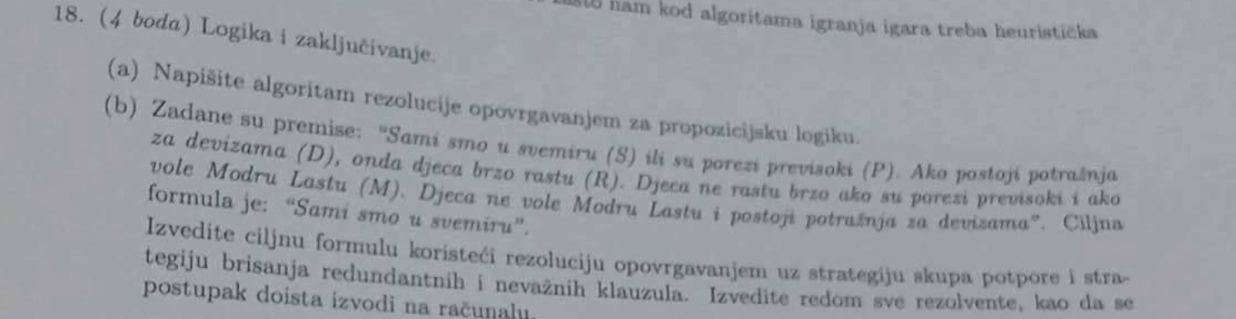 nam kod algoritama igranja igara treba heuristička
18. (4 boda) Logika i zaključivanje.
(a) Napišite algoritam rezolucije opovrgavanjem za propozicijsku logiku.
(b) Zadane su premise: “Sami smo u svemiru (S) ili su porezi previsoki (P). Ako postoji potražnja
za devizama (D), onda djeca brzo rastu (R). Djeca ne rastu brzo ako su porezi previsoki i ako
vole Modru Lastu (M). Djeca ne vole Modru Lastu i postoji potražnja za devizama”. Ciljna
formula je: “Sami smo u svemiru”.
Izvedite ciljnu formulu koristeći rezoluciju opovrgavanjem uz strategiju skupa potpore i stra-
tegiju brisanja redundantnih i nevažnih klauzula. Izvedite redom sve rezolvente, kao da se
postupak doista izvodi na računalu.